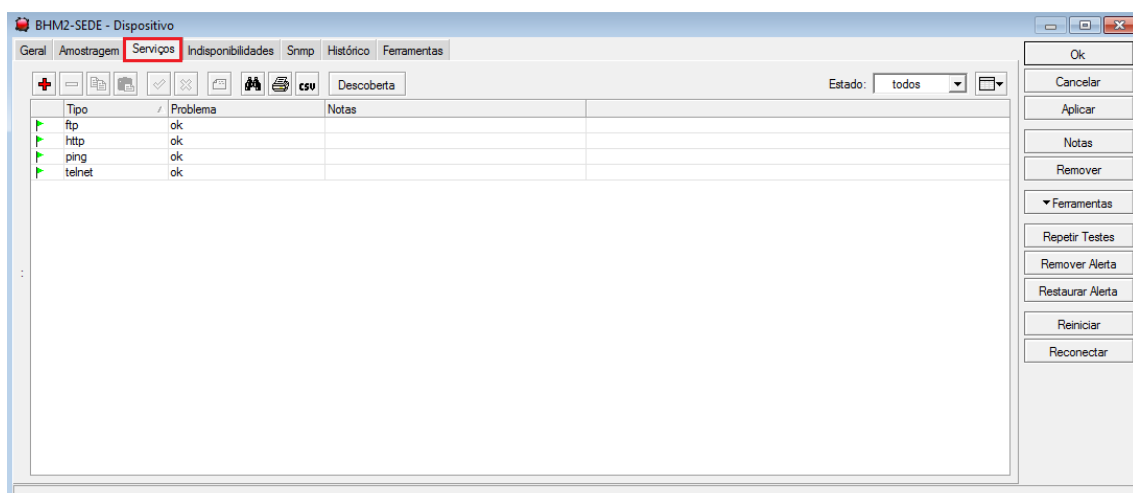 BHM2-SEDE - Dispositivo
Geral Amostragem Serviços Indisponibilidades Snmp Histórico Ferramentas
Ok
csv Descoberta Estado: todos
Cancelar
Tipo Problema Notas
Aplicar
ftp ok
http ok
Notas
ping ok
telnet ok
Remover
Ferramentas
Repetir Testes
Remover Alerta
Restaurar Alerta
Reiniciar
Reconectar